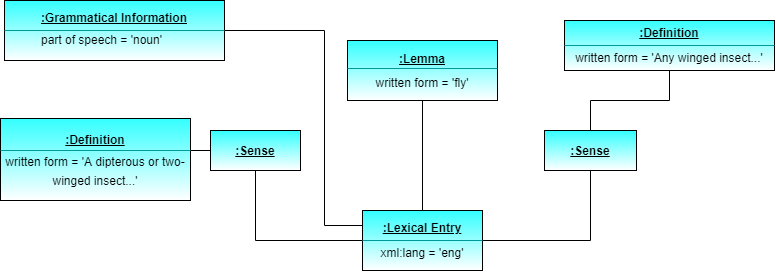 :Grammatical Information
part of speech = 'noun'
:Lemma
written form = 'fly'
:Definition
written form = 'Any winged insect...'
:Definition
written form = 'A dipterous or two-
winged insect...'
:Sense
:Sense
:Lexical Entry
xml:lang = 'eng'